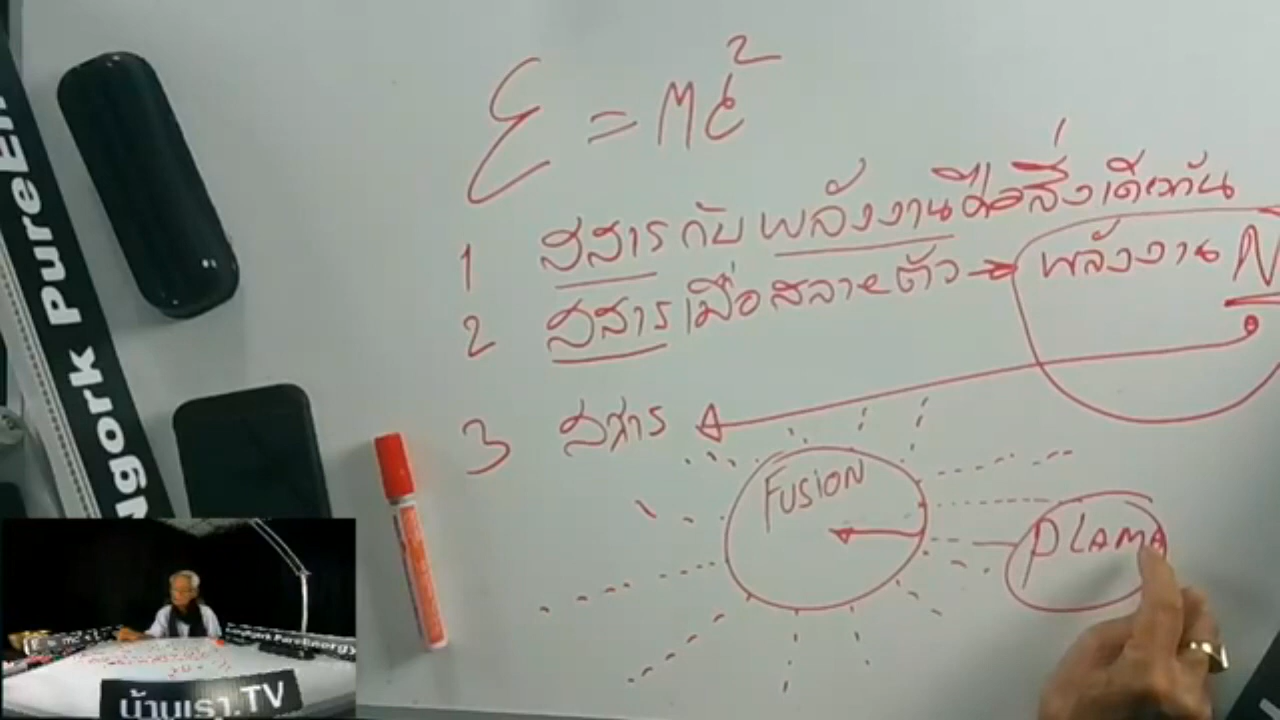 E = MC²
1 สสารกับพลังงานคือสิ่งเดียวกัน
2 สสารเมื่อสลายตัว → พลังงาน N
3 สสาร
FUSION
PLAMA
ngork PureEn
ngork PureEnergy
บ้านเรา.TV